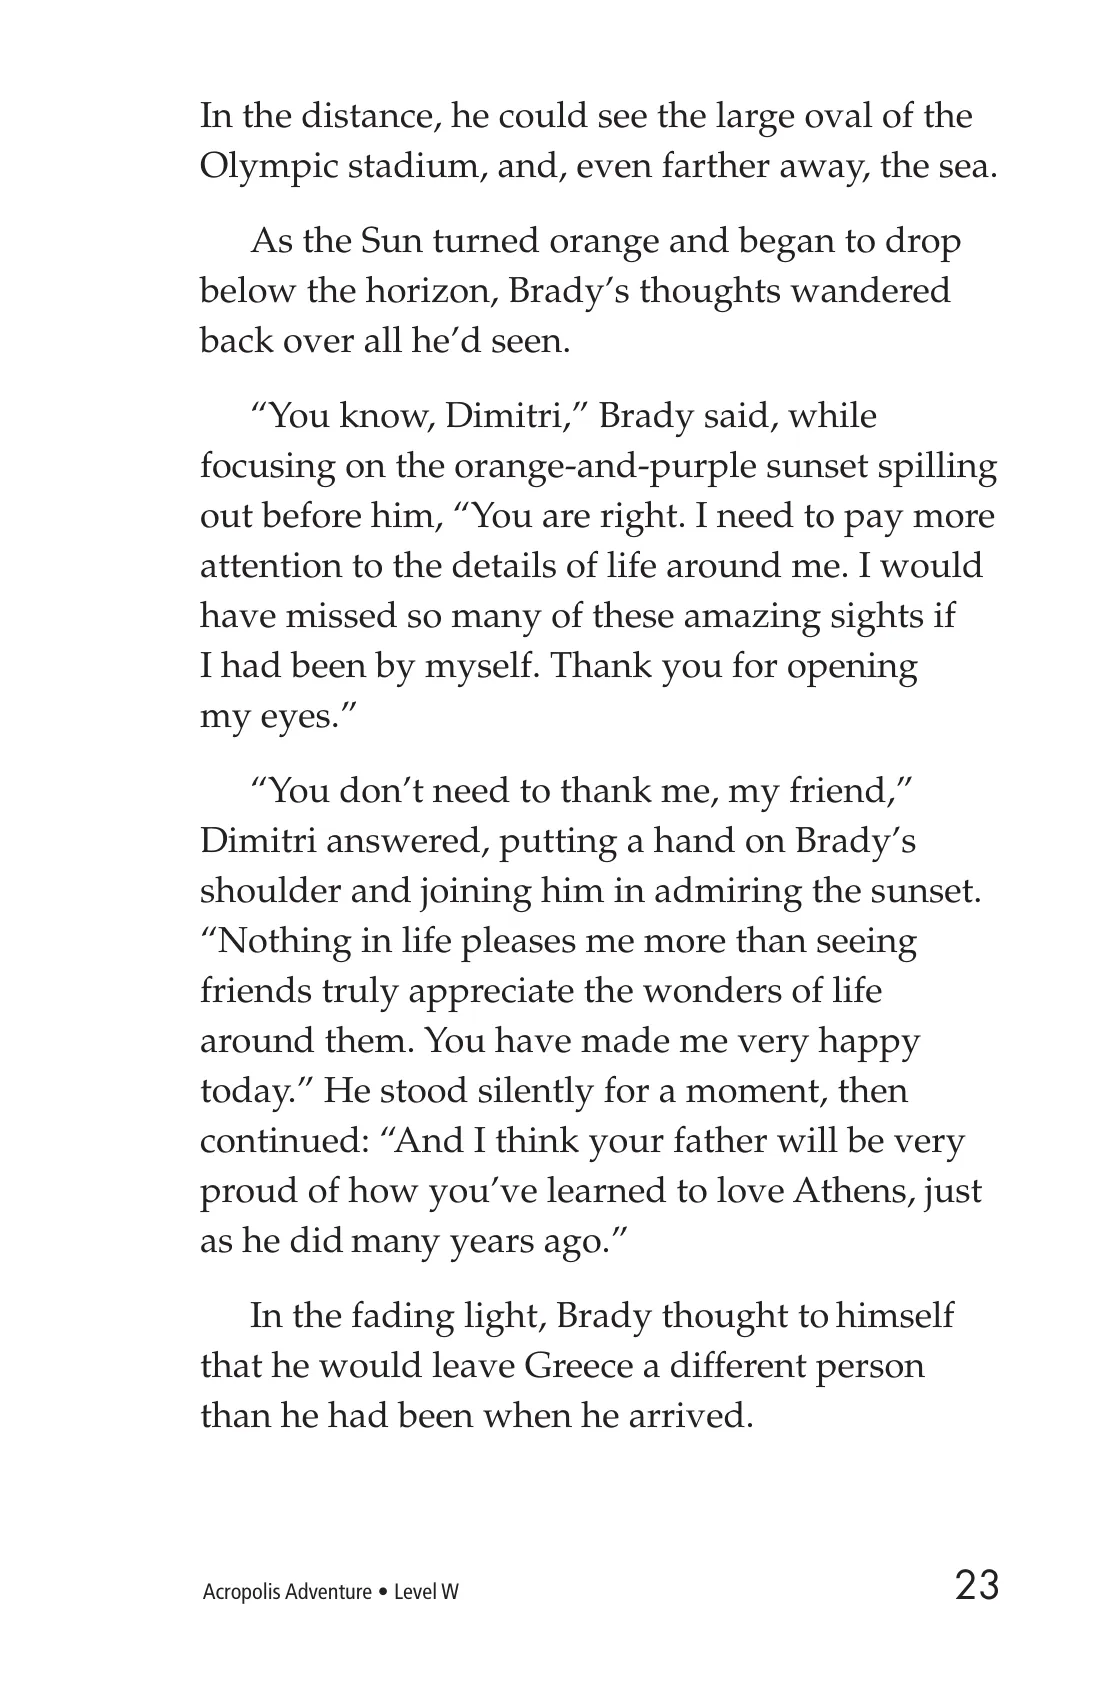 In the distance, he could see the large oval of the
Olympic stadium, and, even farther away, the sea.
As the Sun turned orange and began to drop
below the horizon, Brady’s thoughts wandered
back over all he’d seen.
“You know, Dimitri,” Brady said, while
focusing on the orange-and-purple sunset spilling
out before him, “You are right. I need to pay more
attention to the details of life around me. I would
have missed so many of these amazing sights if
I had been by myself. Thank you for opening
my eyes.”
“You don’t need to thank me, my friend,”
Dimitri answered, putting a hand on Brady’s
shoulder and joining him in admiring the sunset.
“Nothing in life pleases me more than seeing
friends truly appreciate the wonders of life
around them. You have made me very happy
today.” He stood silently for a moment, then
continued: “And I think your father will be very
proud of how you’ve learned to love Athens, just
as he did many years ago.”
In the fading light, Brady thought to himself
that he would leave Greece a different person
than he had been when he arrived.
Acropolis Adventure • Level W
23